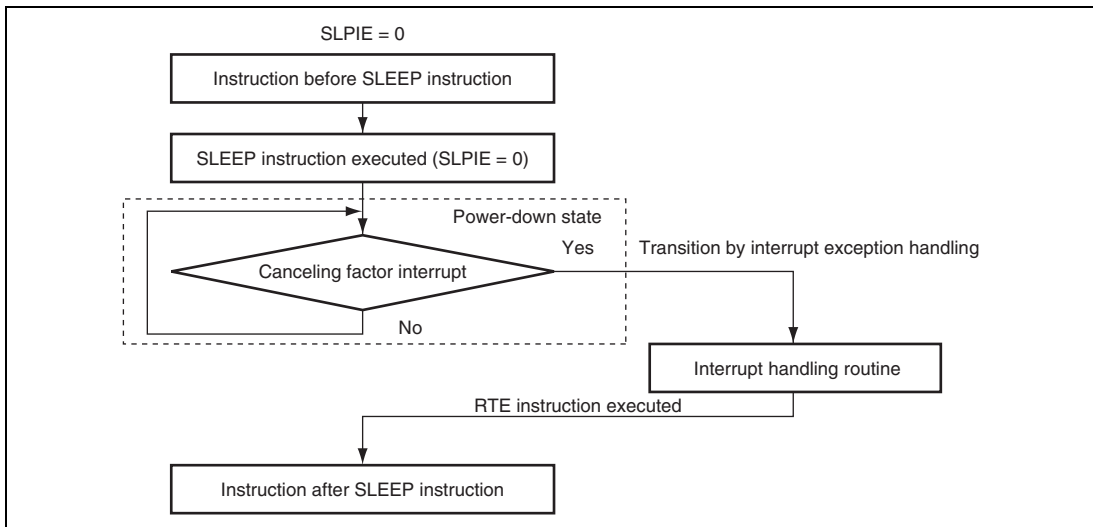 SLPIE = 0
Instruction before SLEEP instruction
SLEEP instruction executed (SLPIE = 0)
Power-down state
Yes
Transition by interrupt exception handling
Canceling factor interrupt
No
Interrupt handling routine
RTE instruction executed
Instruction after SLEEP instruction